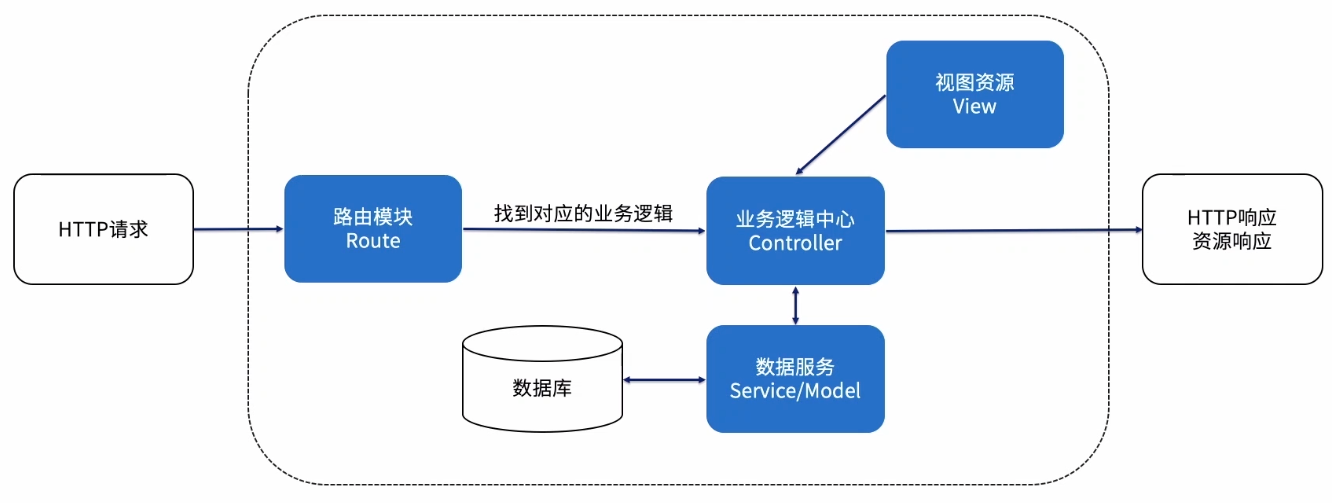 视图资源
View
HTTP请求
路由模块
Route
找到对应的业务逻辑
业务逻辑中心
Controller
HTTP响应
资源响应
数据库
数据服务
Service/Model